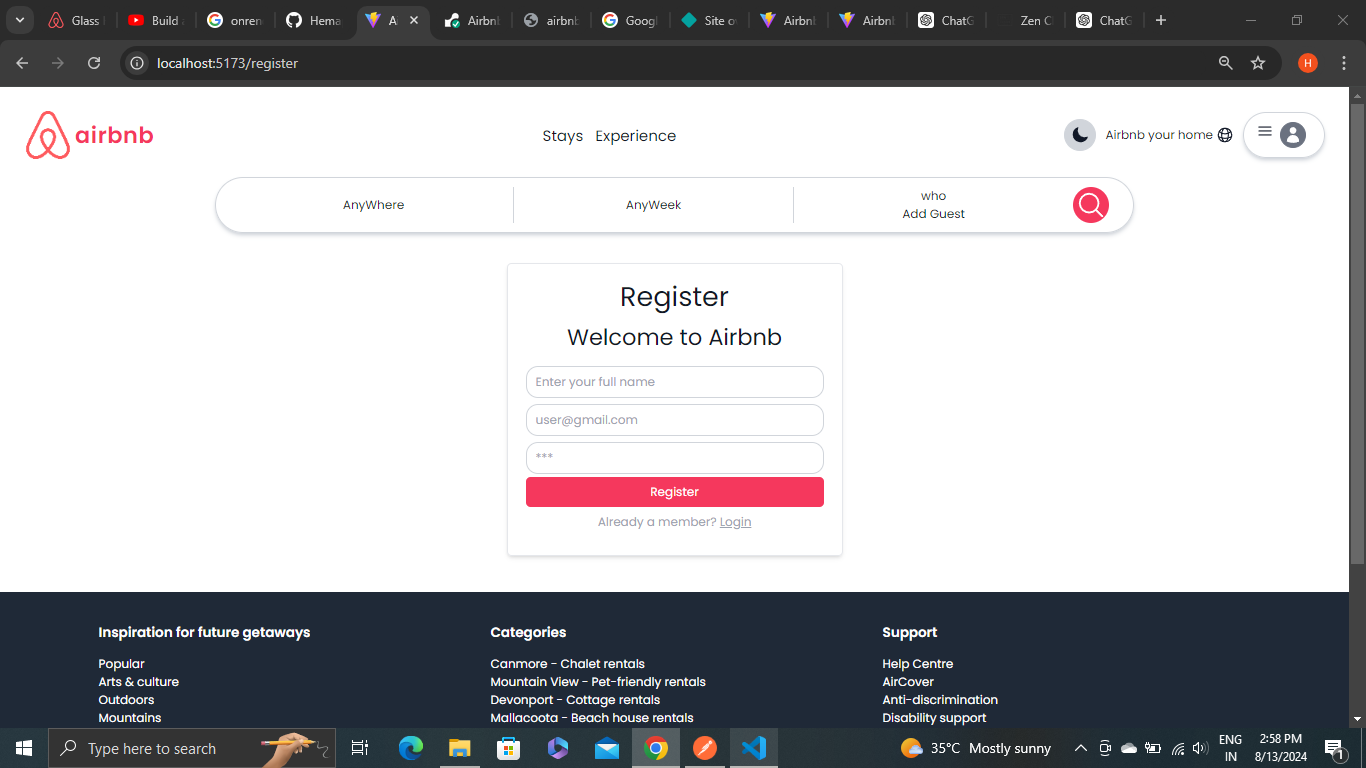 Glass
Build
onren
Hema
A
Airbnb
airbnb
Googl
Site o
Airbnb
Airbnb
ChatG
Zen C
ChatG
localhost:5173/register
H
airbnb
Stays Experience
Airbnb your home
AnyWhere
AnyWeek
who
Add Guest
Register
Welcome to Airbnb
Enter your full name
user@gmail.com
***
Register
Already a member? Login
Inspiration for future getaways
Popular
Arts & culture
Outdoors
Mountains
Categories
Canmore - Chalet rentals
Mountain View - Pet-friendly rentals
Devonport - Cottage rentals
Mallacoota - Beach house rentals
Support
Help Centre
AirCover
Anti-discrimination
Disability support
Type here to search
35°C Mostly sunny
ENG
IN
2:58 PM
8/13/2024
1